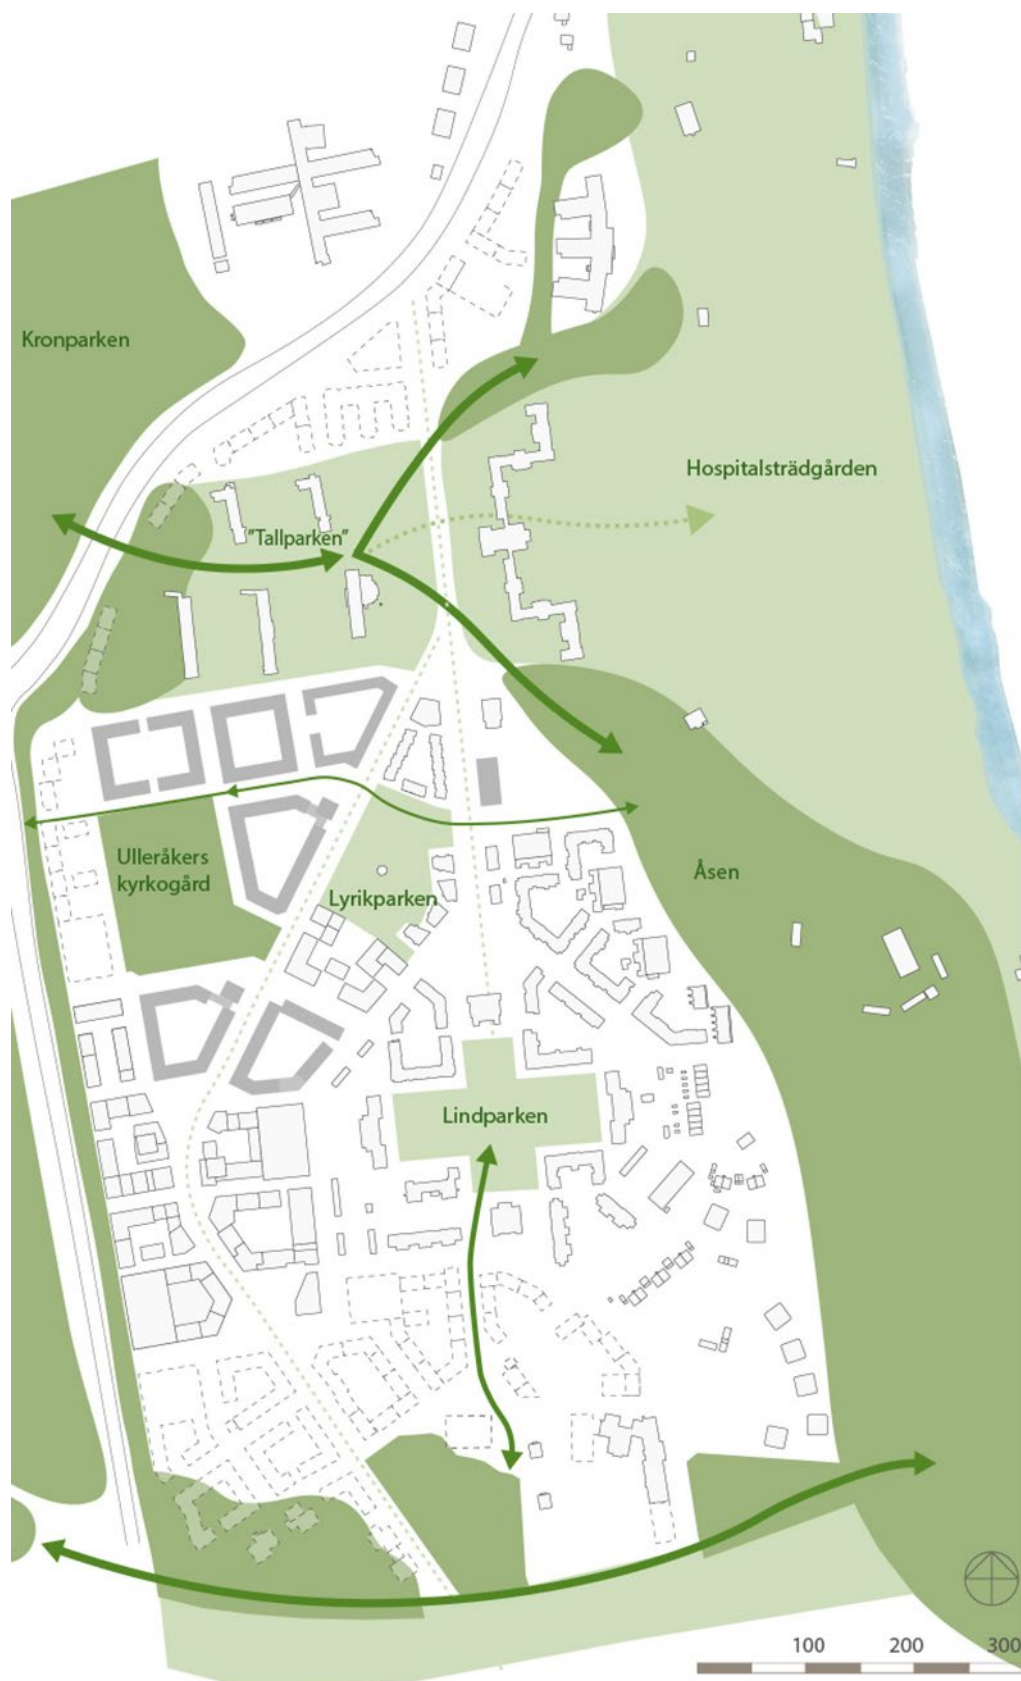 Kronparken
Hospitalsträdgården
"Tallparken"
Ulleråkers
kyrkogård
Åsen
Lyrikparken
Lindparken
100 200 300